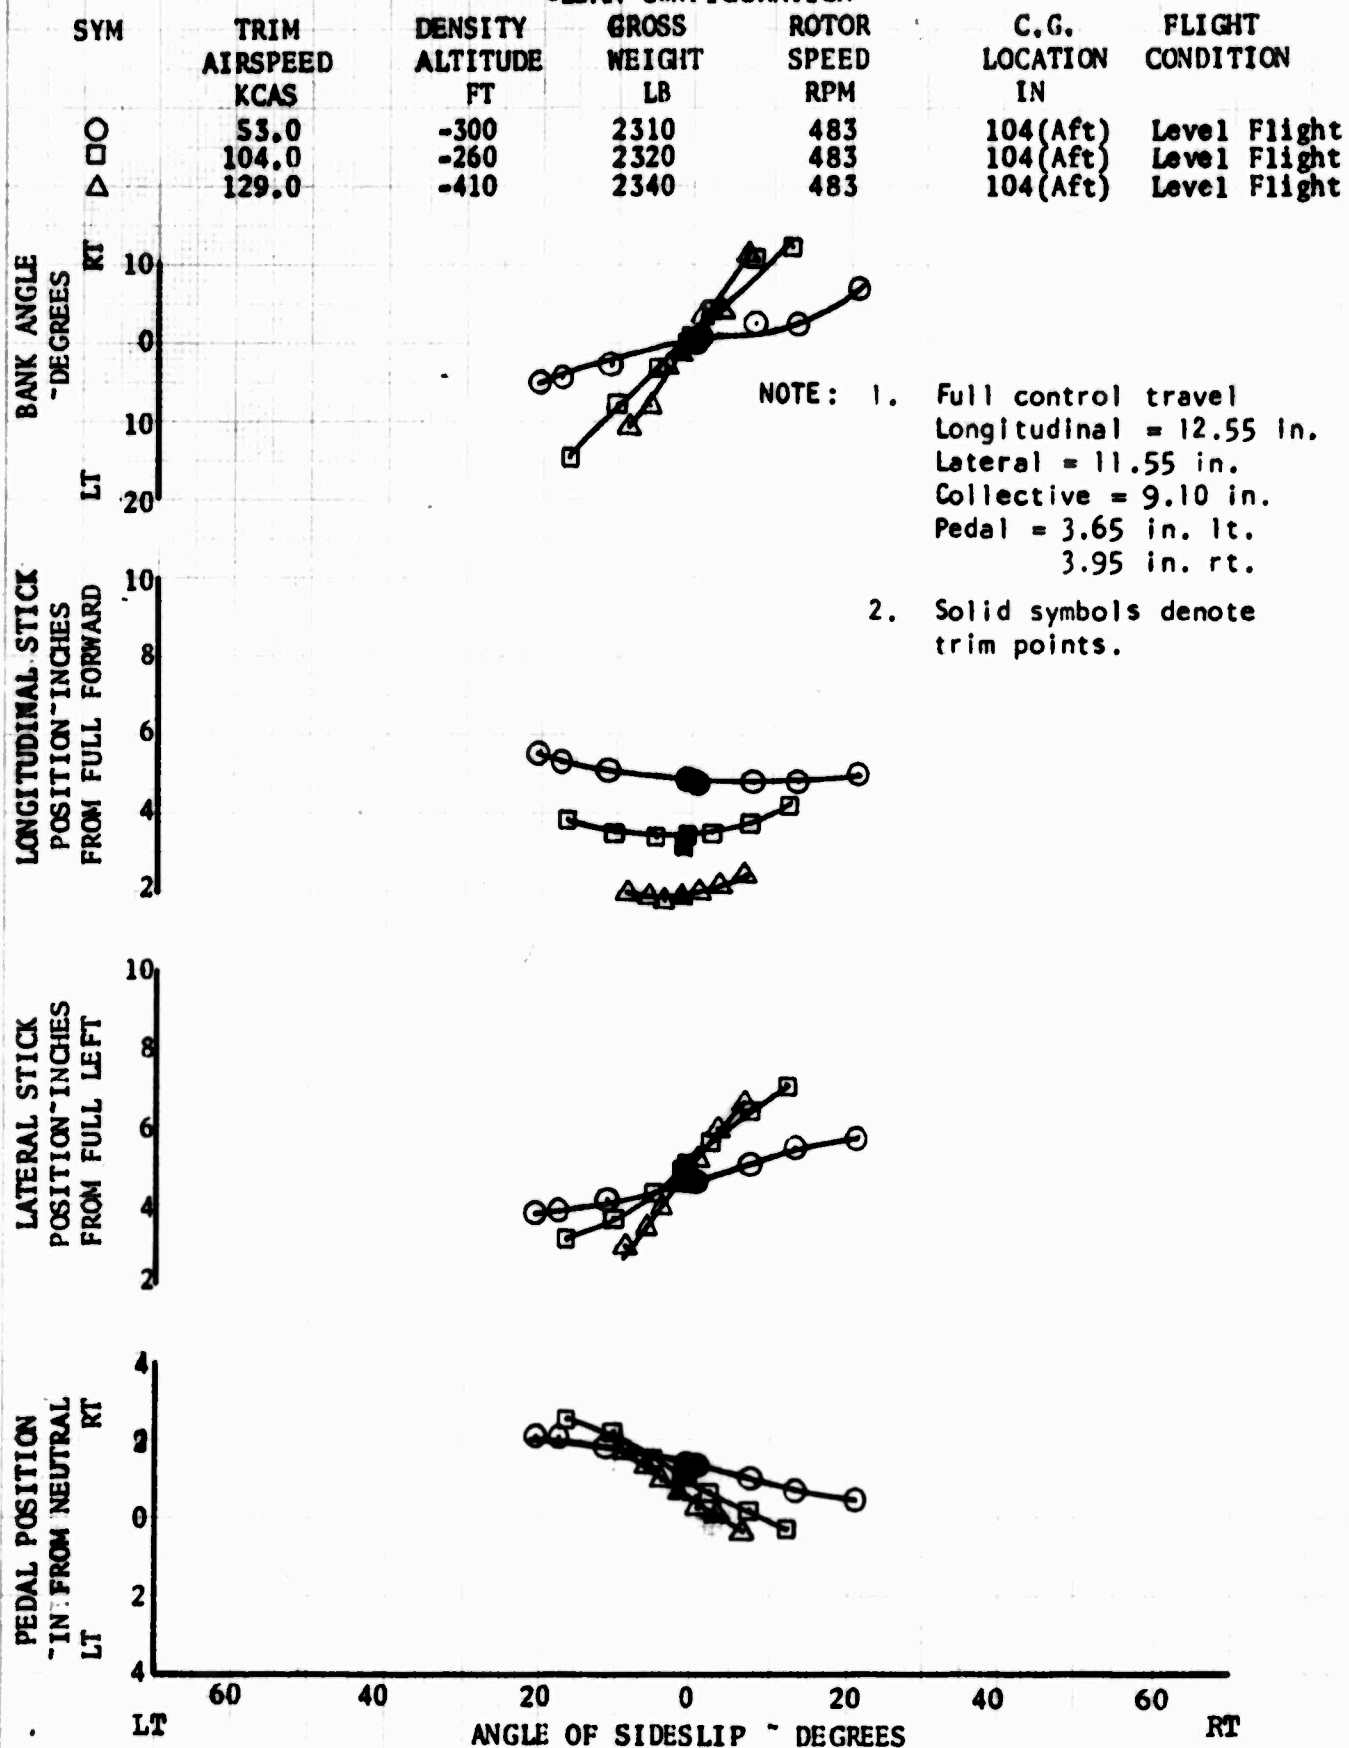 SYM TRIM DENSITY GROSS ROTOR C.G. FLIGHT
AIRSPEED ALTITUDE WEIGHT SPEED LOCATION CONDITION
KCAS FT LB RPM IN
53.0 -300 2310 483 104(Aft) Level Flight
104.0 -260 2320 483 104(Aft) Level Flight
129.0 -410 2340 483 104(Aft) Level Flight
BANK ANGLE
~DEGREES
RT
LT
10
0
10
20
NOTE: 1. Full control travel
Longitudinal = 12.55 in.
Lateral = 11.55 in.
Collective = 9.10 in.
Pedal = 3.65 in. lt.
3.95 in. rt.
2. Solid symbols denote
trim points.
LONGITUDINAL STICK
POSITION~INCHES
FROM FULL FORWARD
10
8
6
4
2
LATERAL STICK
POSITION~INCHES
FROM FULL LEFT
10
8
6
4
2
PEDAL POSITION
~IN.FROM NEUTRAL
RT
LT
4
2
0
2
4
60 40 20 0 20 40 60
LT ANGLE OF SIDESLIP ~ DEGREES RT